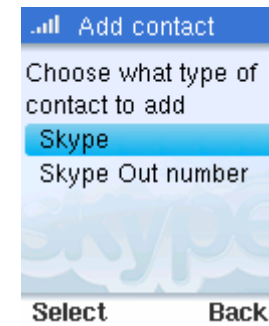 Add contact
Choose what type of
contact to add
Skype
Skype Out number
skype
Select Back